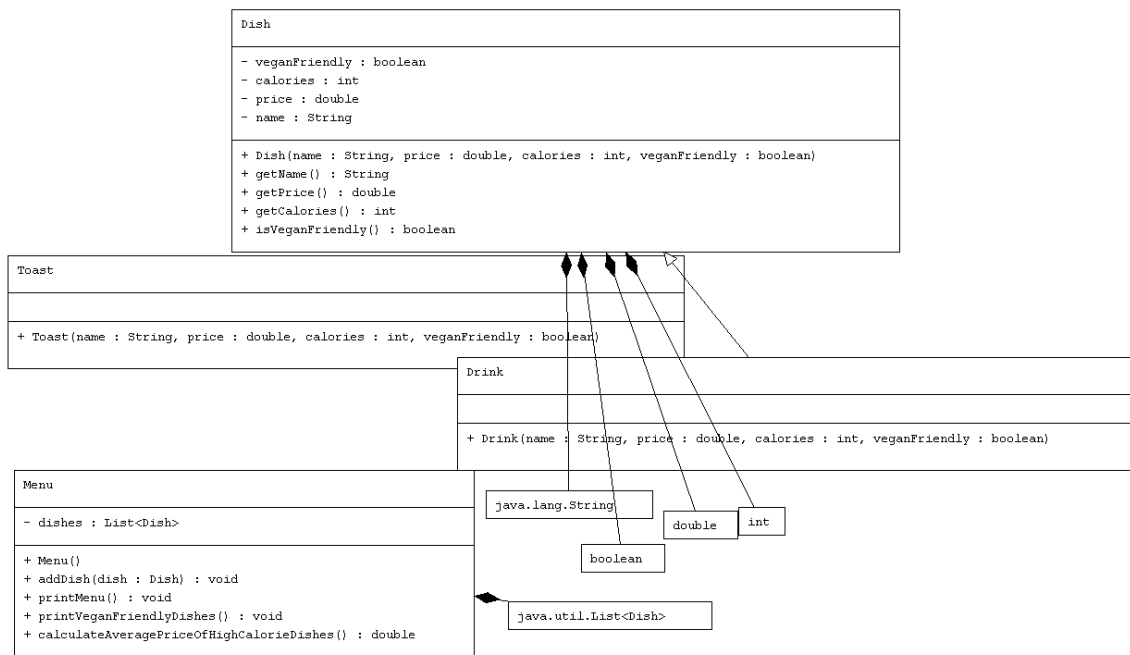 Dish
- veganFriendly : boolean
- calories : int
- price : double
- name : String
+ Dish(name : String, price : double, calories : int, veganFriendly : boolean)
+ getName() : String
+ getPrice() : double
+ getCalories() : int
+ isVeganFriendly() : boolean
Toast
+ Toast(name : String, price : double, calories : int, veganFriendly : boolean)
Drink
+ Drink(name : String, price : double, calories : int, veganFriendly : boolean)
Menu
- dishes : List<Dish>
+ Menu()
+ addDish(dish : Dish) : void
+ printMenu() : void
+ printVeganFriendlyDishes() : void
+ calculateAveragePriceOfHighCalorieDishes() : double
java.lang.String
double
int
boolean
java.util.List<Dish>